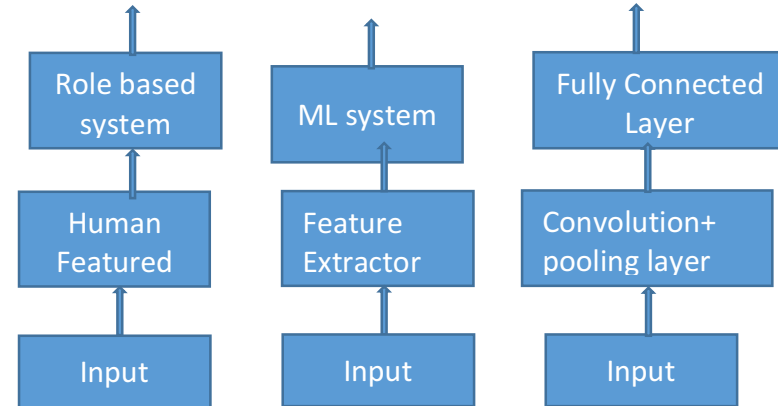 Role based
system
Human
Featured
Input
ML system
Feature
Extractor
Input
Fully Connected
Layer
Convolution+
pooling layer
Input